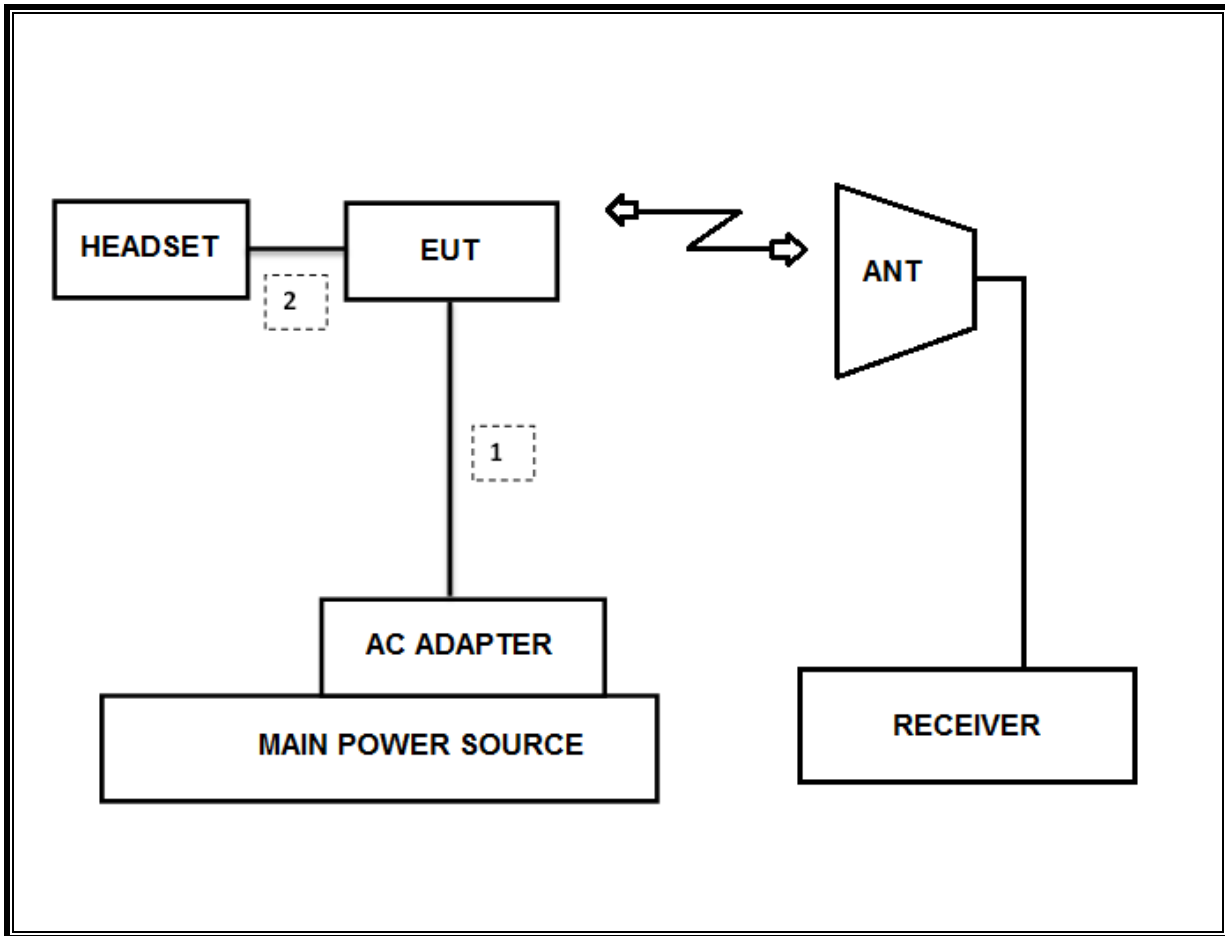 HEADSET
EUT
ANT
2
1
AC ADAPTER
MAIN POWER SOURCE
RECEIVER